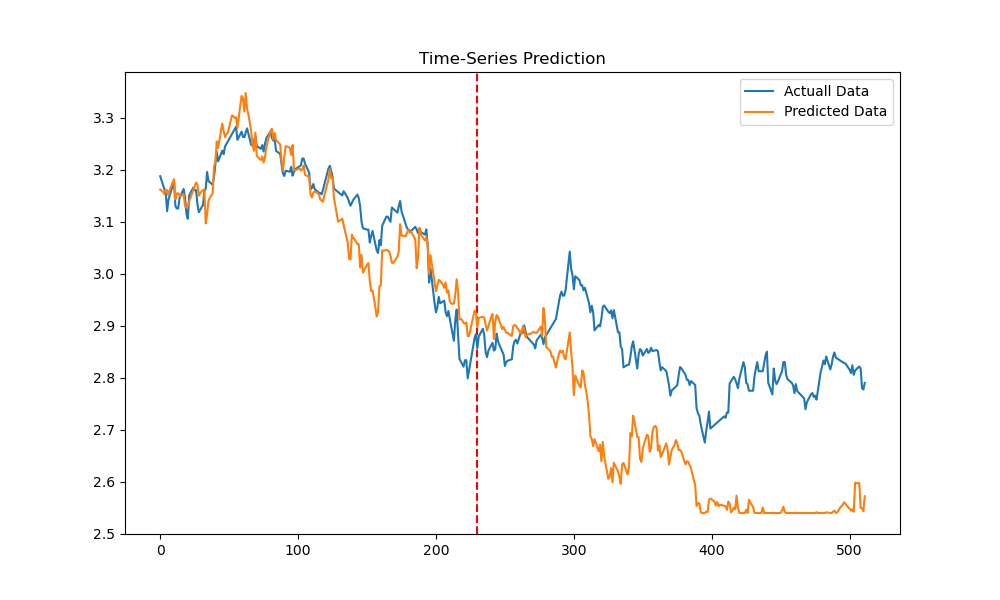 Time-Series Prediction
Actuall Data
Predicted Data
3.3
3.2
3.1
3.0
2.9
2.8
2.7
2.6
2.5
0 100 200 300 400 500